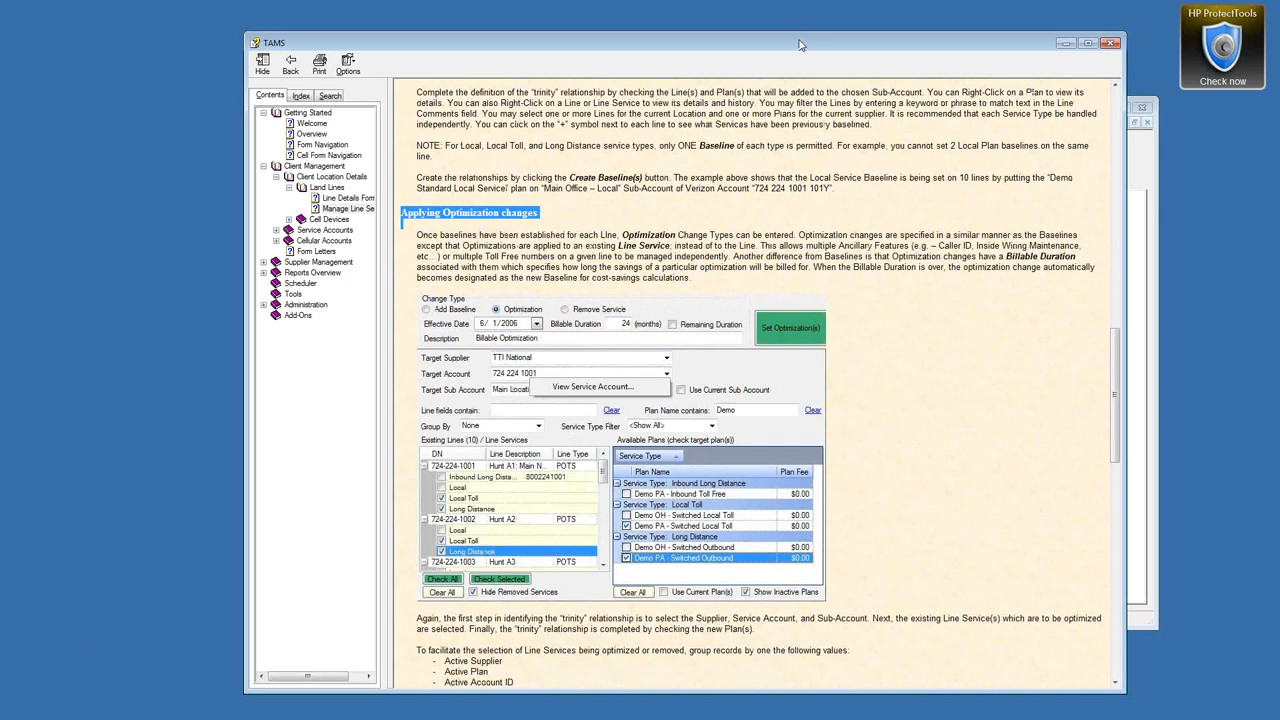 HP ProtectTools
Check now
TAMS
Hide
Back
Print
Options
Contents
Index
Search
Getting Started
Welcome
Overview
Form Navigation
Cell Form Navigation
Client Management
Client Location Details
Land Lines
Line Details Form
Manage Line Se
Cell Devices
Service Accounts
Cellular Accounts
Form Letters
Supplier Management
Reports Overview
Scheduler
Tools
Administration
Add-Ons
Complete the definition of the “trinity” relationship by checking the Line(s) and Plan(s) that will be added to the chosen Sub-Account. You can Right-Click on a Plan to view its
details. You can also Right-Click on a Line or Line Service to view its details and history. You may filter the Lines by entering a keyword or phrase to match text in the Line
Comments field. You may select one or more Lines for the current Location and one or more Plans for the current supplier. It is recommended that each Service Type be handled
independently. You can click on the “+” symbol next to each line to see what Services have been previously baselined.
NOTE: For Local, Local Toll, and Long Distance service types, only ONE Baseline of each type is permitted. For example, you cannot set 2 Local Plan baselines on the same
line.
Create the relationships by clicking the Create Baseline(s) button. The example above shows that the Local Service Baseline is being set on 10 lines by putting the “Demo
Standard Local Service” plan on “Main Office – Local” Sub-Account of Verizon Account “724 224 1001 101Y”.
Applying Optimization changes
Once baselines have been established for each Line, Optimization Change Types can be entered. Optimization changes are specified in a similar manner as the Baselines
except that Optimizations are applied to an existing Line Service; instead of to the Line. This allows multiple Ancillary Features (e.g. – Caller ID, Inside Wiring Maintenance,
etc…) or multiple Toll Free numbers on a given line to be managed independently. Another difference from Baselines is that Optimization changes have a Billable Duration
associated with them which specifies how long the savings of a particular optimization will be billed for. When the Billable Duration is over, the optimization change automatically
becomes designated as the new Baseline for cost-savings calculations.
Change Type
Add Baseline Optimization Remove Service
Effective Date 6/ 1/2006 Billable Duration 24 (months) Remaining Duration
Description Billable Optimization
Set Optimization(s)
Target Supplier TTI National
Target Account 724 224 1001
View Service Account...
Target Sub Account Main Locati Use Current Sub Account
Line fields contain: Clear Plan Name contains: Demo Clear
Group By None Service Type Filter <Show All>
Existing Lines (10) / Line Services
DN Line Description Line Type
724-224-1001 Hunt A1: Main N... POTS
Inbound Long Dista... 8002241001
Local
Local Toll
Long Distance
724-224-1002 Hunt A2 POTS
Local
Local Toll
Long Distance
724-224-1003 Hunt A3 POTS
Check All Check Selected
Clear All Hide Removed Services
Available Plans (check target plan(s))
Service Type
Plan Name Plan Fee
Service Type: Inbound Long Distance
Demo PA - Inbound Toll Free $0.00
Service Type: Local Toll
Demo OH - Switched Local Toll $0.00
Demo PA - Switched Local Toll $0.00
Service Type: Long Distance
Demo OH - Switched Outbound $0.00
Demo PA - Switched Outbound $0.00
Clear All Use Current Plan(s) Show Inactive Plans
Again, the first step in identifying the “trinity” relationship is to select the Supplier, Service Account, and Sub-Account. Next, the existing Line Service(s) which are to be optimized
are selected. Finally, the “trinity” relationship is completed by checking the new Plan(s).
To facilitate the selection of Line Services being optimized or removed, group records by one the following values:
- Active Supplier
- Active Plan
- Active Account ID